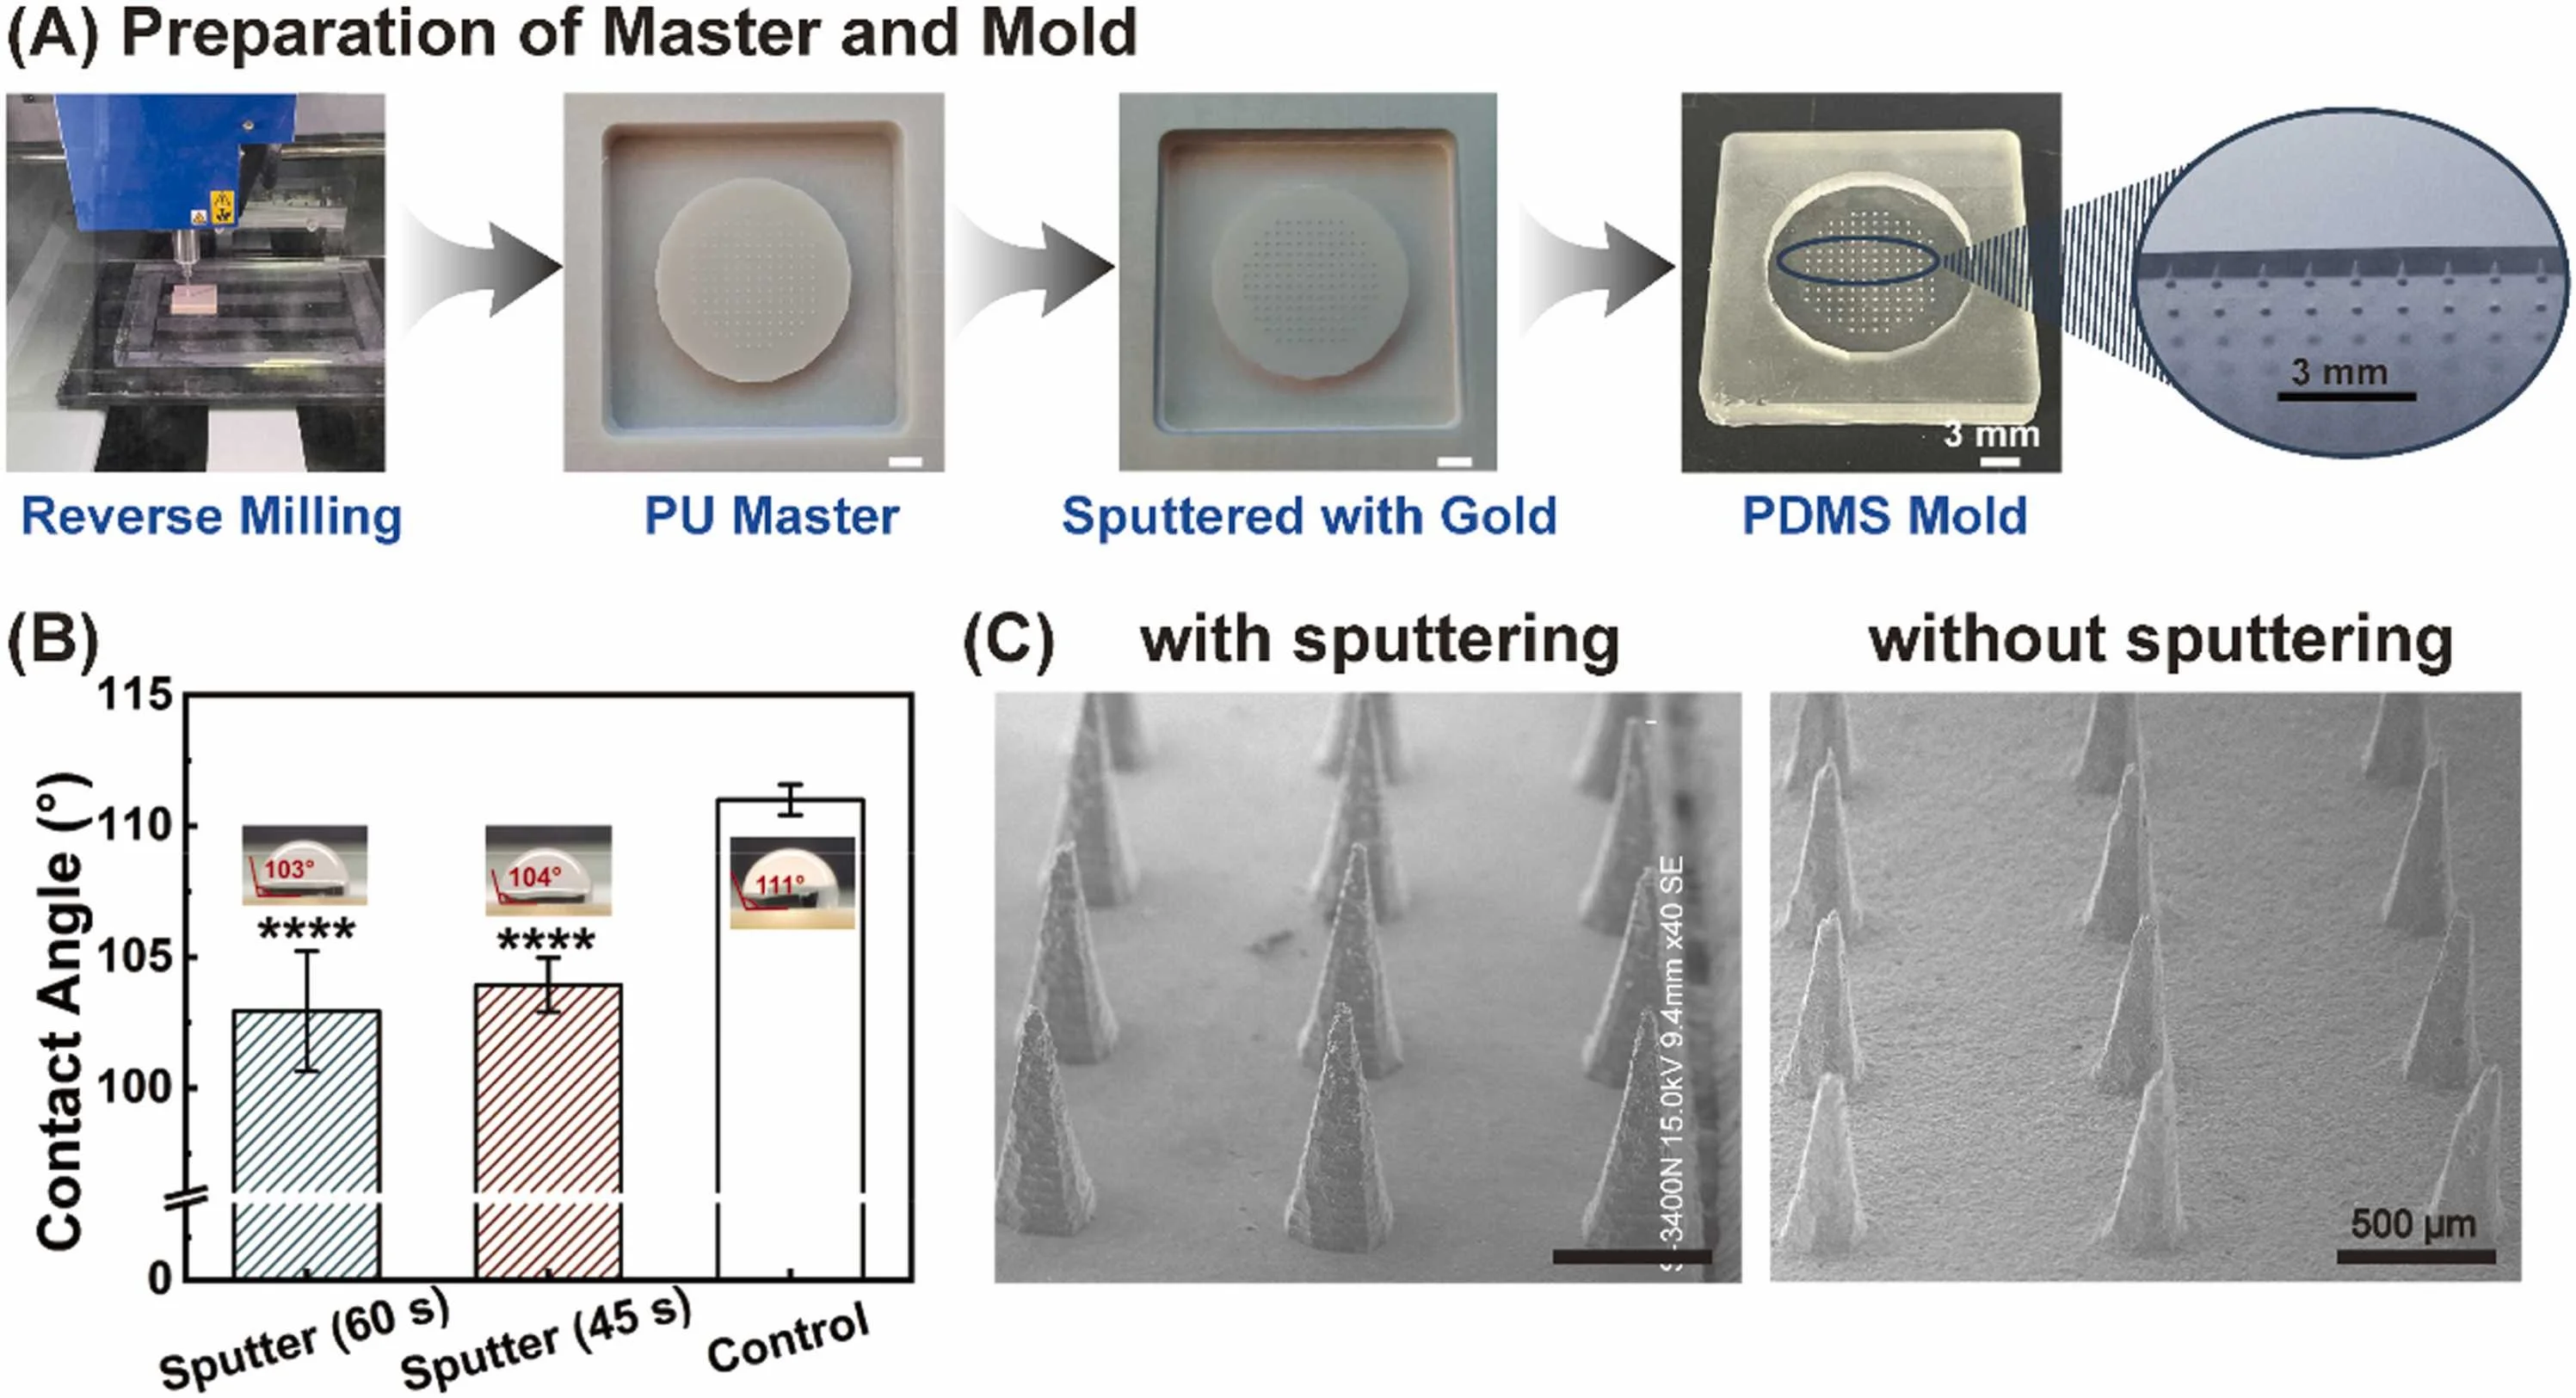 (A) Preparation of Master and Mold
3 mm
3 mm
Reverse Milling
PU Master
Sputtered with Gold
PDMS Mold
(B)
Contact Angle (°)
115
110
105
100
0
103°
****
104°
****
111°
Sputter (60 s)
Sputter (45 s)
Control
(C)
with sputtering
without sputtering
S-3400N 15.0kV 9.4mm x40 SE
500 μm